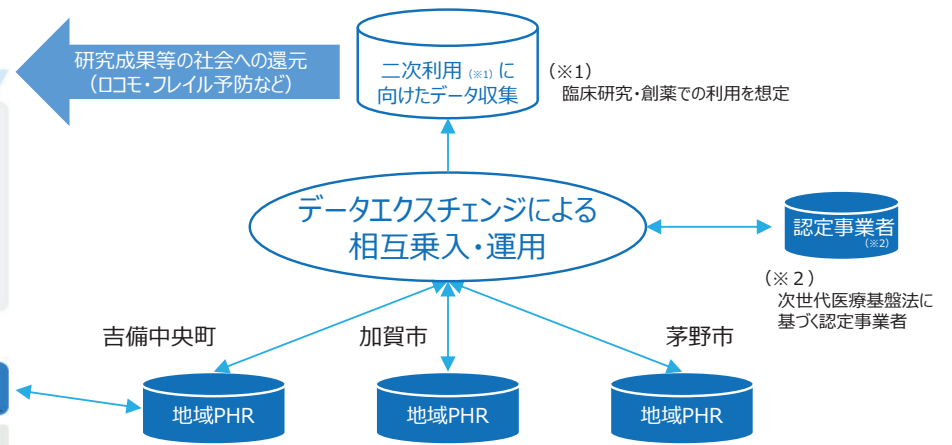 研究成果等の社会への還元
(ロコモ・フレイル予防など)
二次利用(※1)に
向けたデータ収集
(※1)
臨床研究・創薬での利用を想定
データエクスチェンジによる
相互乗入・運用
認定事業者
(※2)
(※2)
次世代医療基盤法に
基づく認定事業者
吉備中央町
加賀市
茅野市
地域PHR
地域PHR
地域PHR